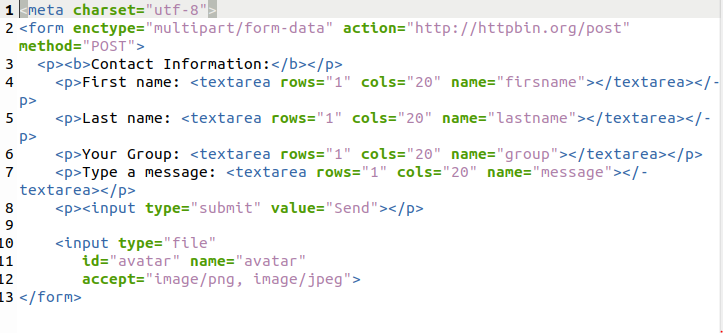 1 <meta charset="utf-8">
2 <form enctype="multipart/form-data" action="http://httpbin.org/post"
method="POST">
3 <p><b>Contact Information:</b></p>
4 <p>First name: <textarea rows="1" cols="20" name="firsname"></textarea></-
p>
5 <p>Last name: <textarea rows="1" cols="20" name="lastname"></textarea></-
p>
6 <p>Your Group: <textarea rows="1" cols="20" name="group"></textarea></p>
7 <p>Type a message: <textarea rows="1" cols="20" name="message"></-
textarea></p>
8 <p><input type="submit" value="Send"></p>
9
10 <input type="file"
11 id="avatar" name="avatar"
12 accept="image/png, image/jpeg">
13 </form>